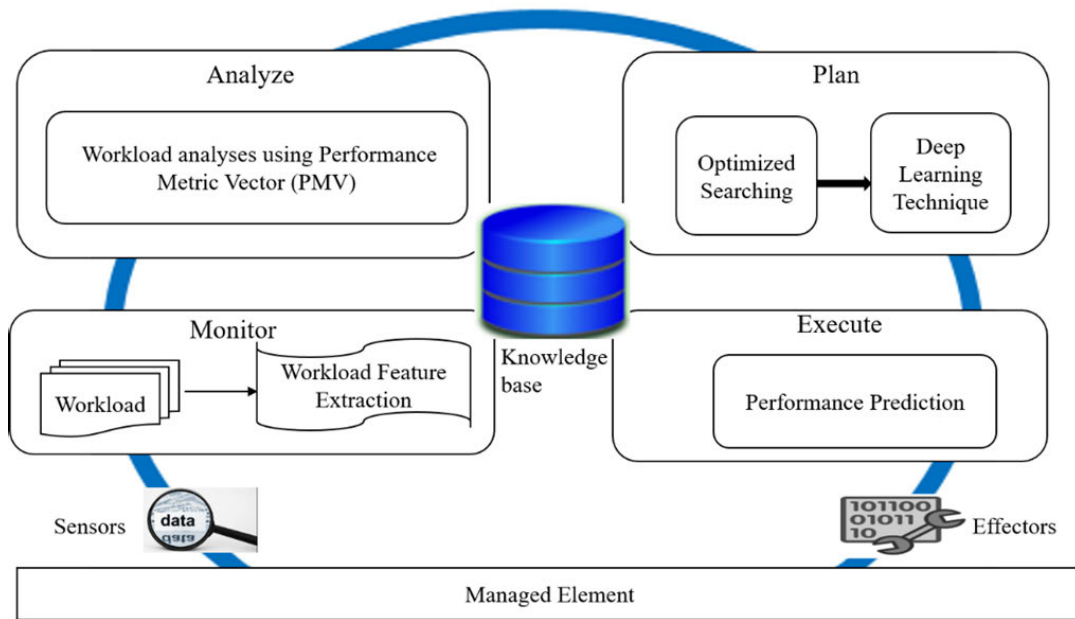 Analyze
Workload analyses using Performance
Metric Vector (PMV)
Plan
Optimized
Searching
Deep
Learning
Technique
Monitor
Workload
Workload Feature
Extraction
Knowledge
base
Execute
Performance Prediction
Sensors
data
data
101100
01011
10
Effectors
Managed Element